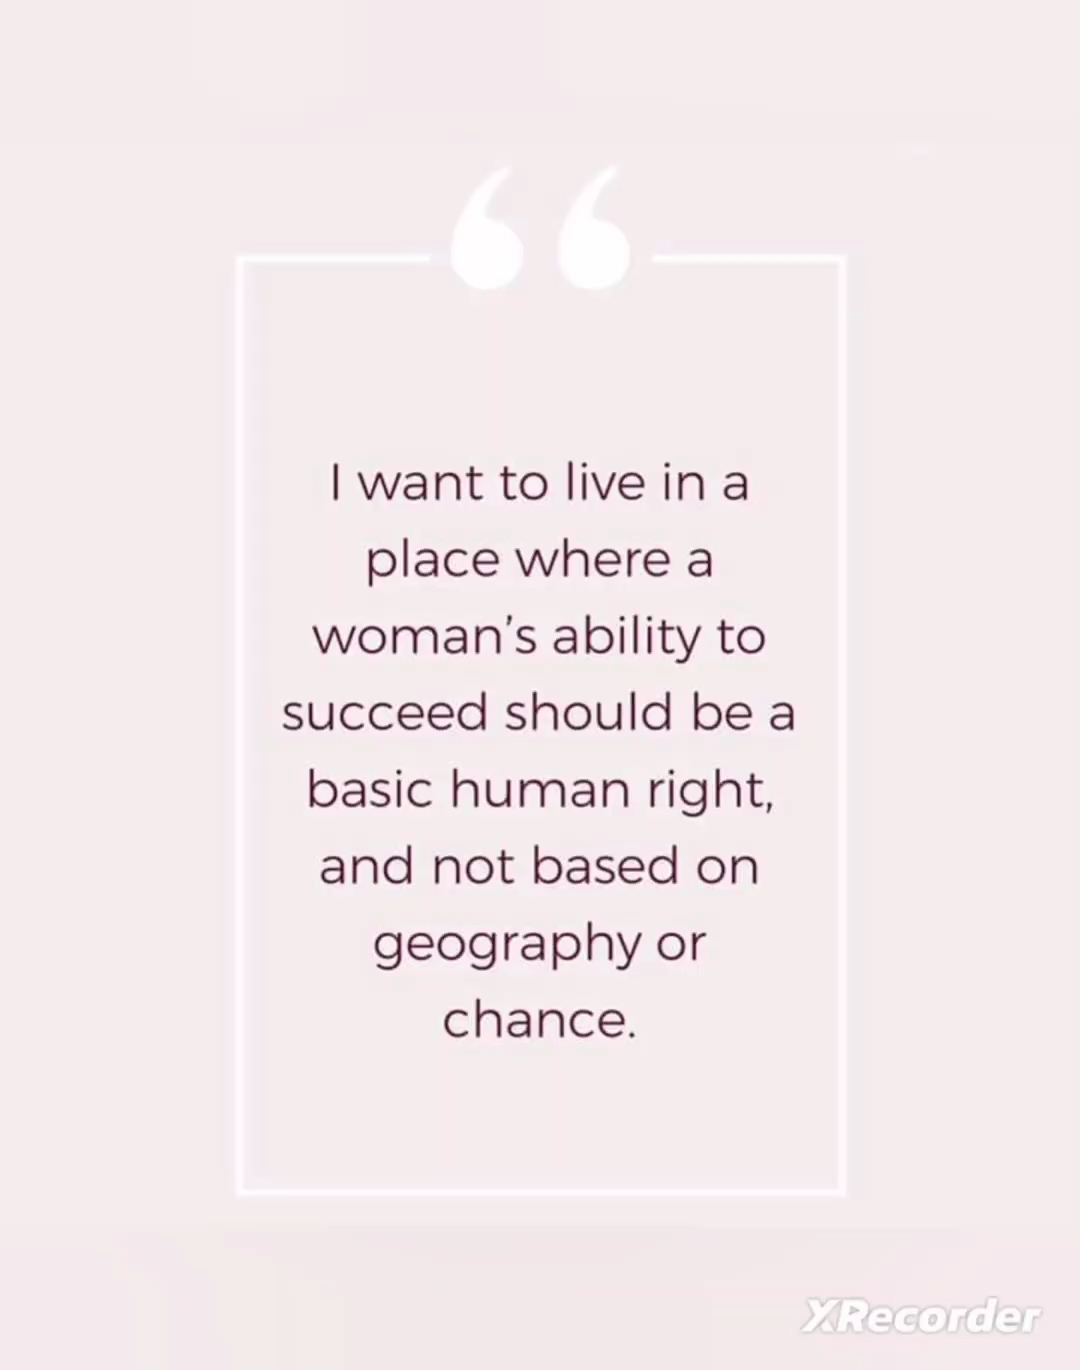 I want to live in a
place where a
woman’s ability to
succeed should be a
basic human right,
and not based on
geography or
chance.
XRecorder